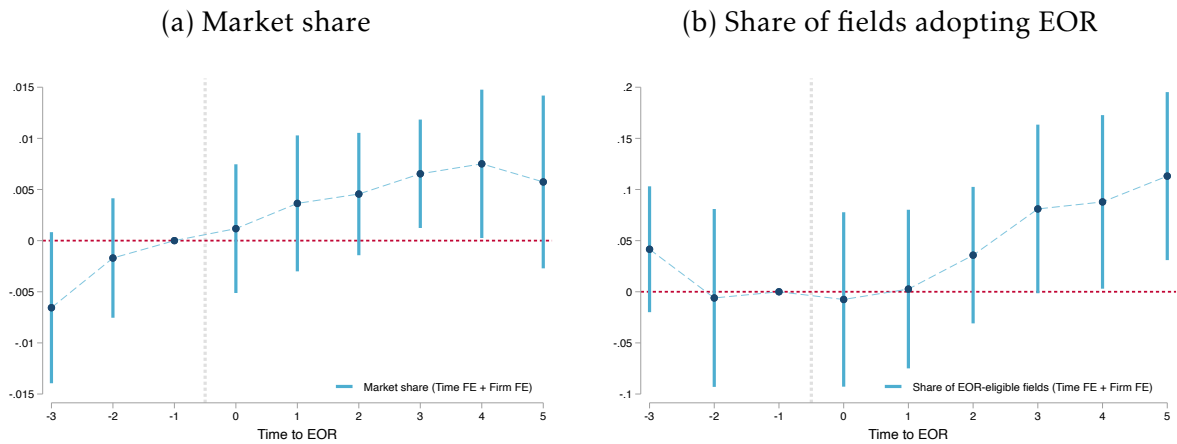 (a) Market share
.015
.01
.005
0
-.005
-.01
-.015
-3 -2 -1 0 1 2 3 4 5
Time to EOR
Market share (Time FE + Firm FE)
(b) Share of fields adopting EOR
.2
.15
.1
.05
0
-.05
-.1
-3 -2 -1 0 1 2 3 4 5
Time to EOR
Share of EOR-eligible fields (Time FE + Firm FE)